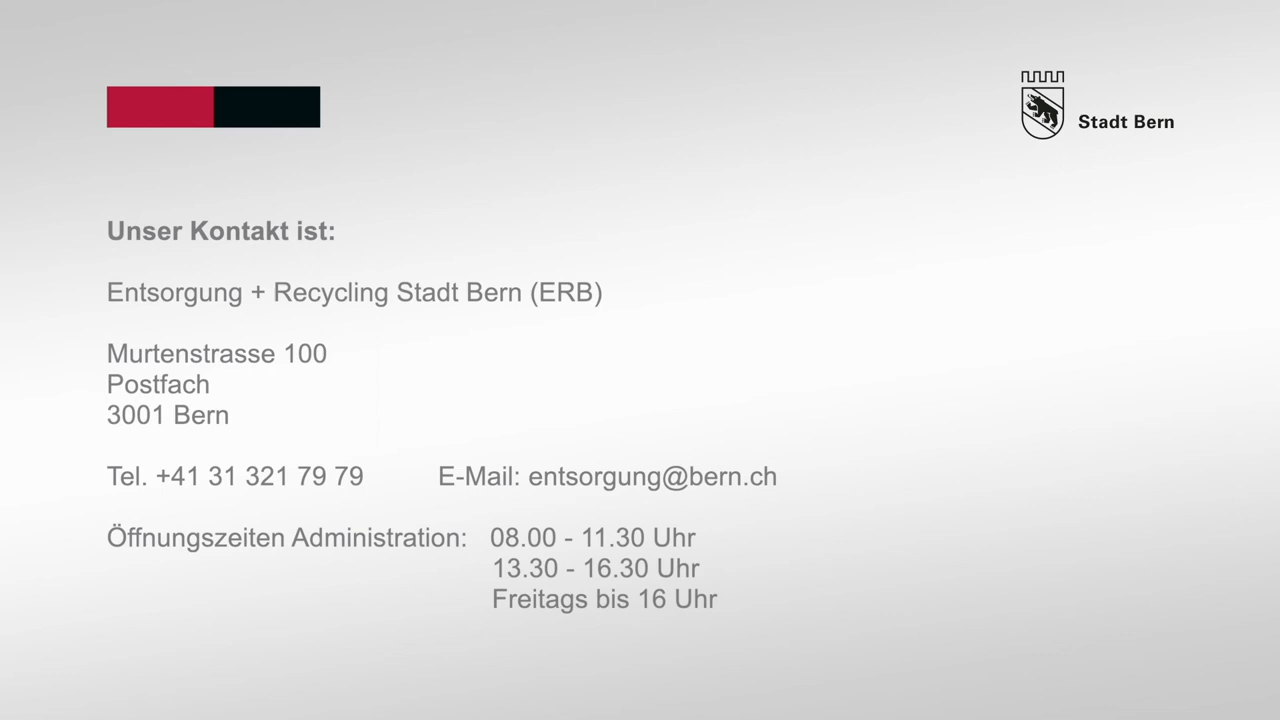 Stadt Bern
Unser Kontakt ist:
Entsorgung + Recycling Stadt Bern (ERB)
Murtenstrasse 100
Postfach
3001 Bern
Tel. +41 31 321 79 79 E-Mail: entsorgung@bern.ch
Öffnungszeiten Administration: 08.00 - 11.30 Uhr
13.30 - 16.30 Uhr
Freitags bis 16 Uhr